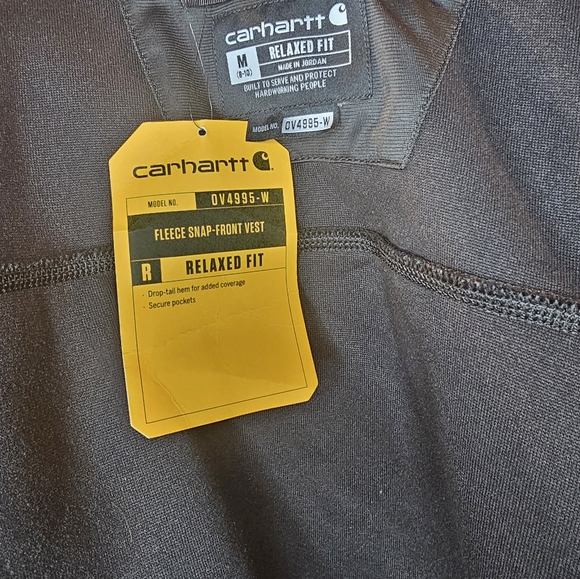 carhartt
M
(8-10)
RELAXED FIT
MADE IN JORDAN
BUILT TO SERVE AND PROTECT
HARDWORKING PEOPLE
MODEL NO. OV4995-W
carhartt
MODEL NO. OV4995-W
FLEECE SNAP-FRONT VEST
R RELAXED FIT
· Drop-tail hem for added coverage
· Secure pockets